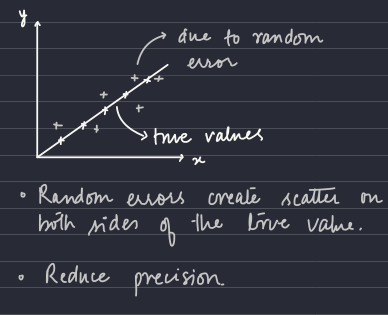 y
due to random
error
true values
x
• Random errors create scatter on
both sides of the true value.
• Reduce precision.